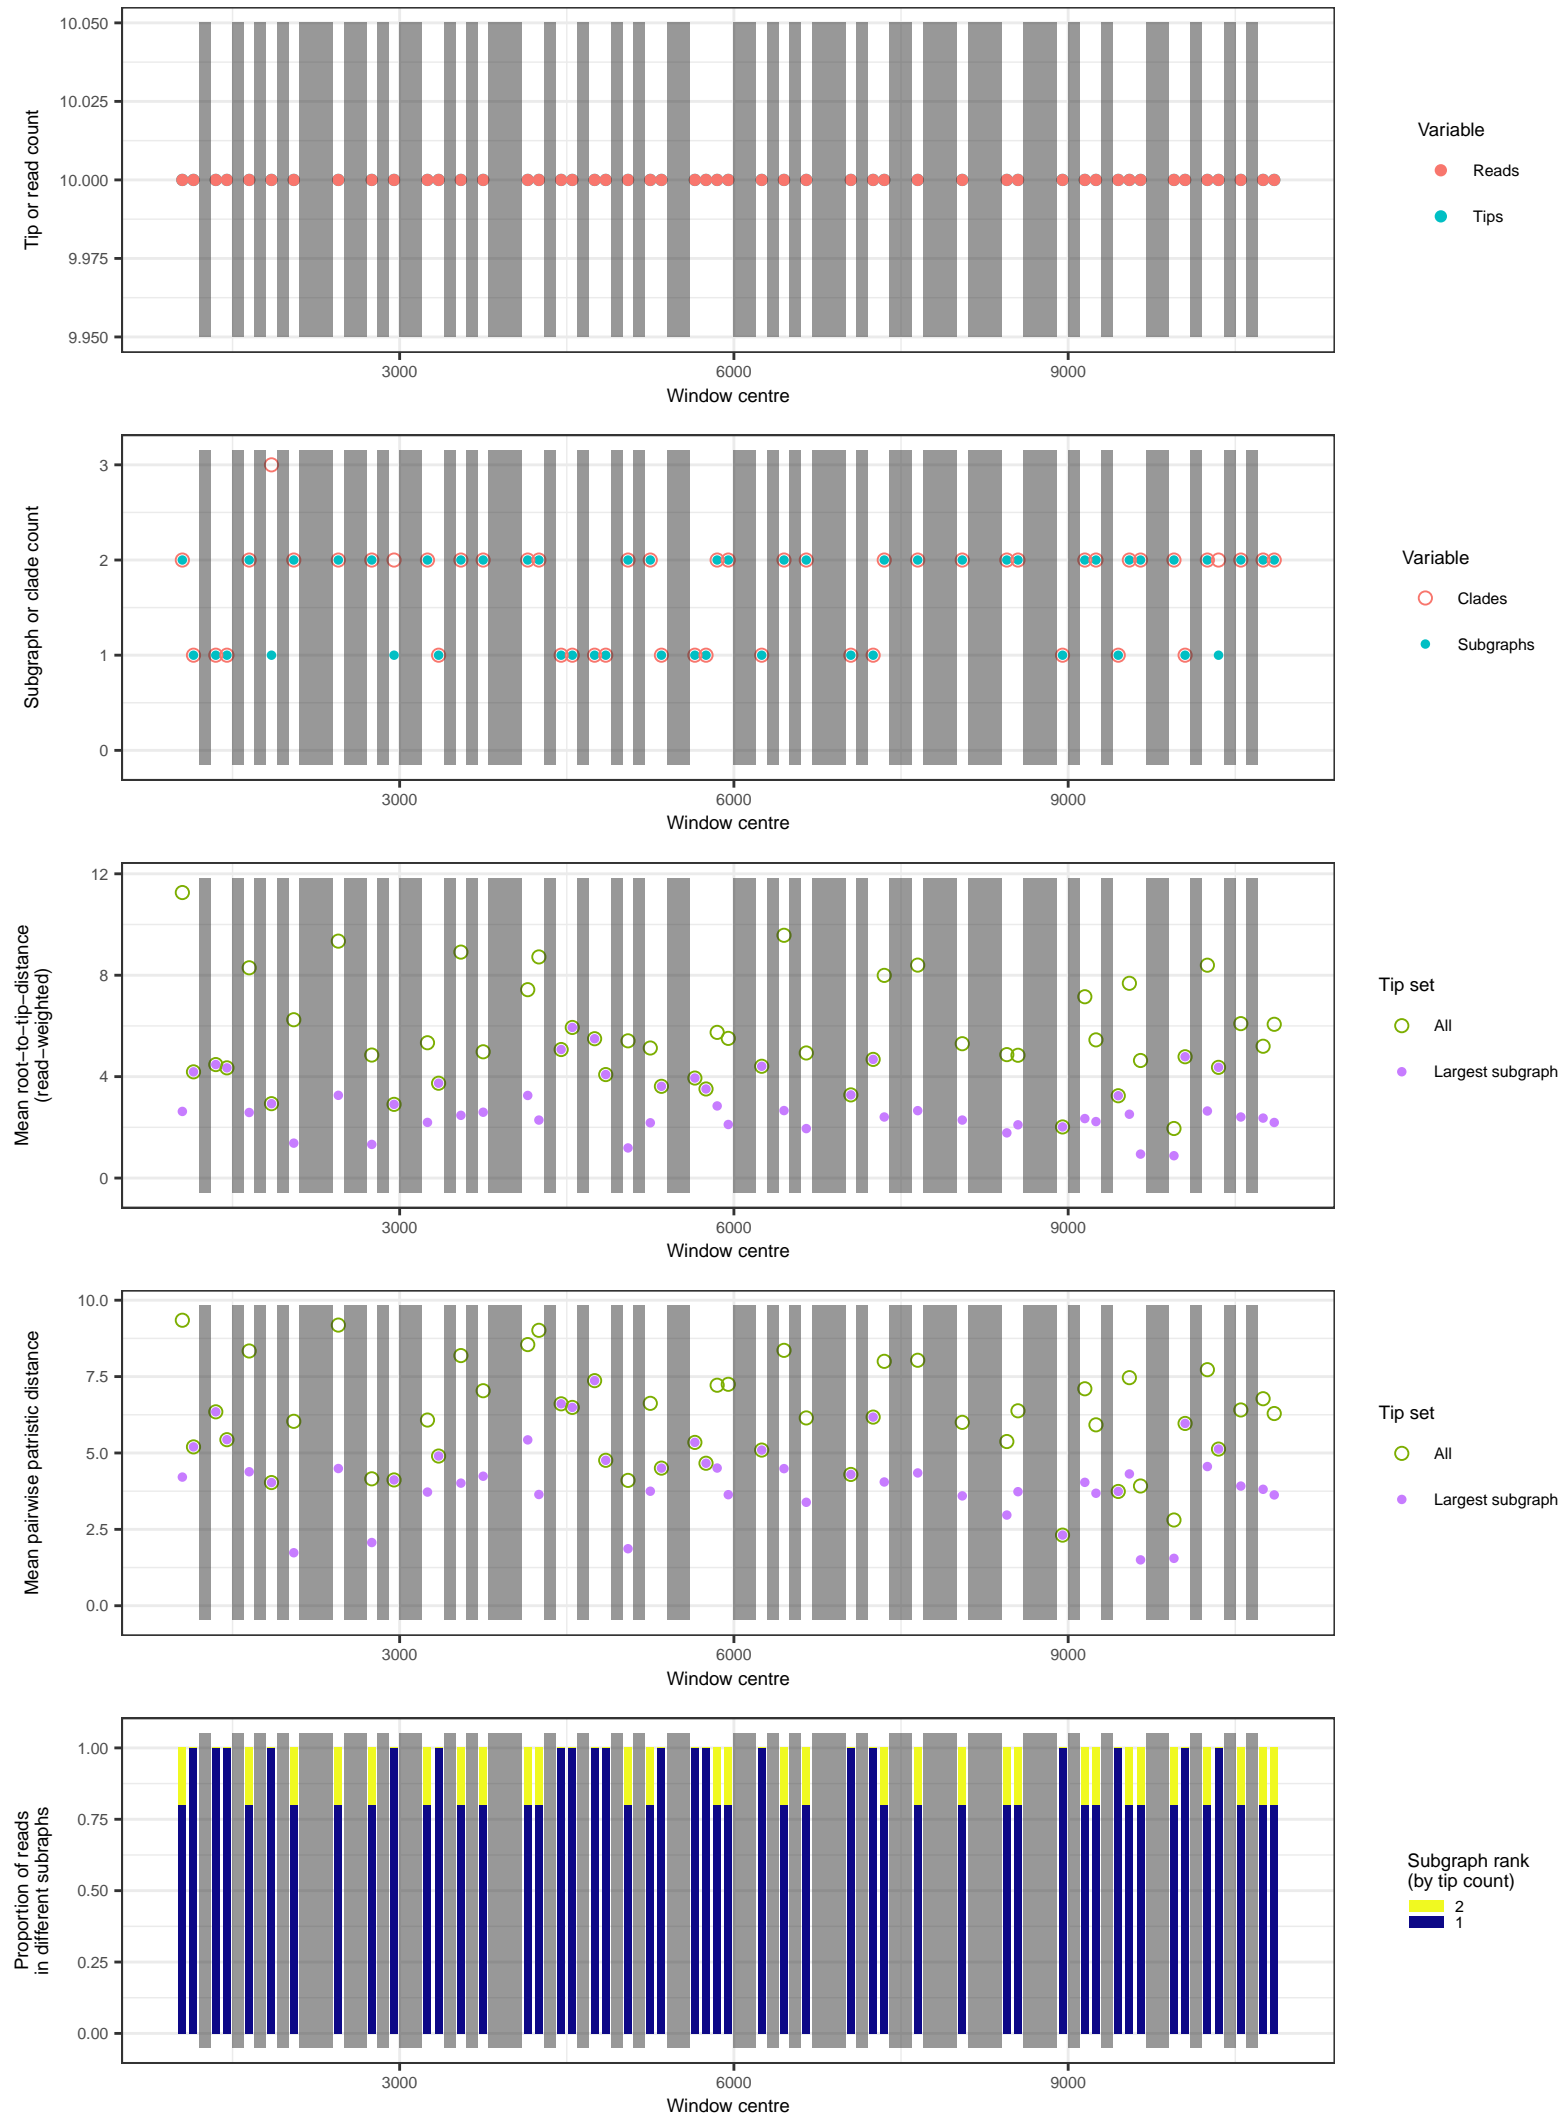 10.050
10.025
10.000
9.975
9.950
Tip or read count
3000
6000
9000
Window centre
Variable
Reads
Tips
3
2
1
0
Subgraph or clade count
3000
6000
9000
Window centre
Variable
Clades
Subgraphs
12
8
4
0
Mean root−to−tip−distance
(read−weighted)
3000
6000
9000
Window centre
Tip set
All
Largest subgraph
10.0
7.5
5.0
2.5
0.0
Mean pairwise patristic distance
3000
6000
9000
Window centre
Tip set
All
Largest subgraph
1.00
0.75
0.50
0.25
0.00
Proportion of reads
in different subraphs
3000
6000
9000
Window centre
Subgraph rank
(by tip count)
2
1